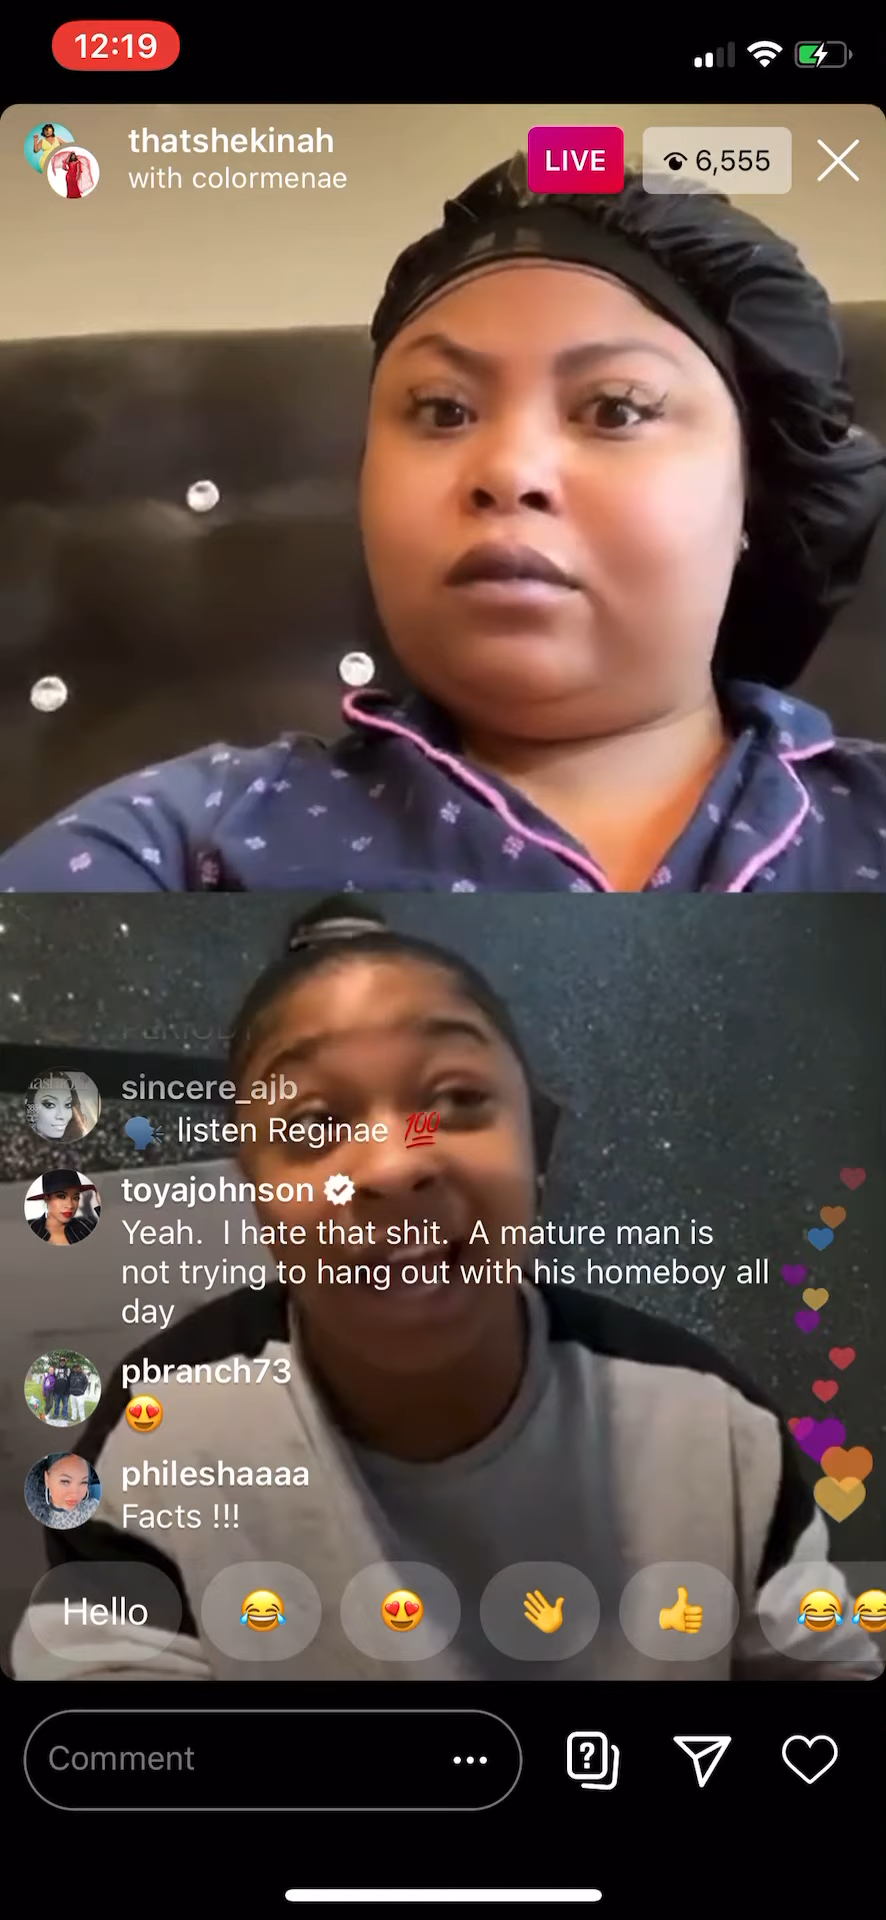 12:19
thatshekinah
with colormenae
LIVE
6,555
sincere_ajb
🗣 listen Reginae 💯
toyajohnson
Yeah.  I hate that shit.  A mature man is
not trying to hang out with his homeboy all
day
pbranch73
😍
phileshaaaa
Facts !!!
Hello 😂 😍 👋 👍 😂😂
Comment